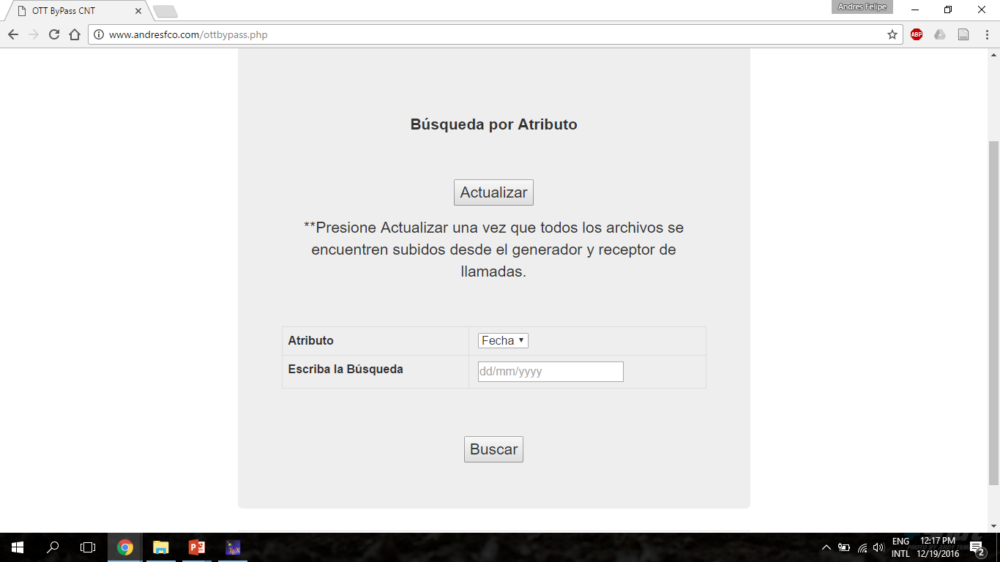 OTT ByPass CNT
Andres Felipe
www.andresfco.com/ottbypass.php
ABP
Búsqueda por Atributo
Actualizar
**Presione Actualizar una vez que todos los archivos se
encuentren subidos desde el generador y receptor de
llamadas.
Atributo
Fecha
Escriba la Búsqueda
dd/mm/yyyy
Buscar
ENG
INTL
12:17 PM
12/19/2016
2